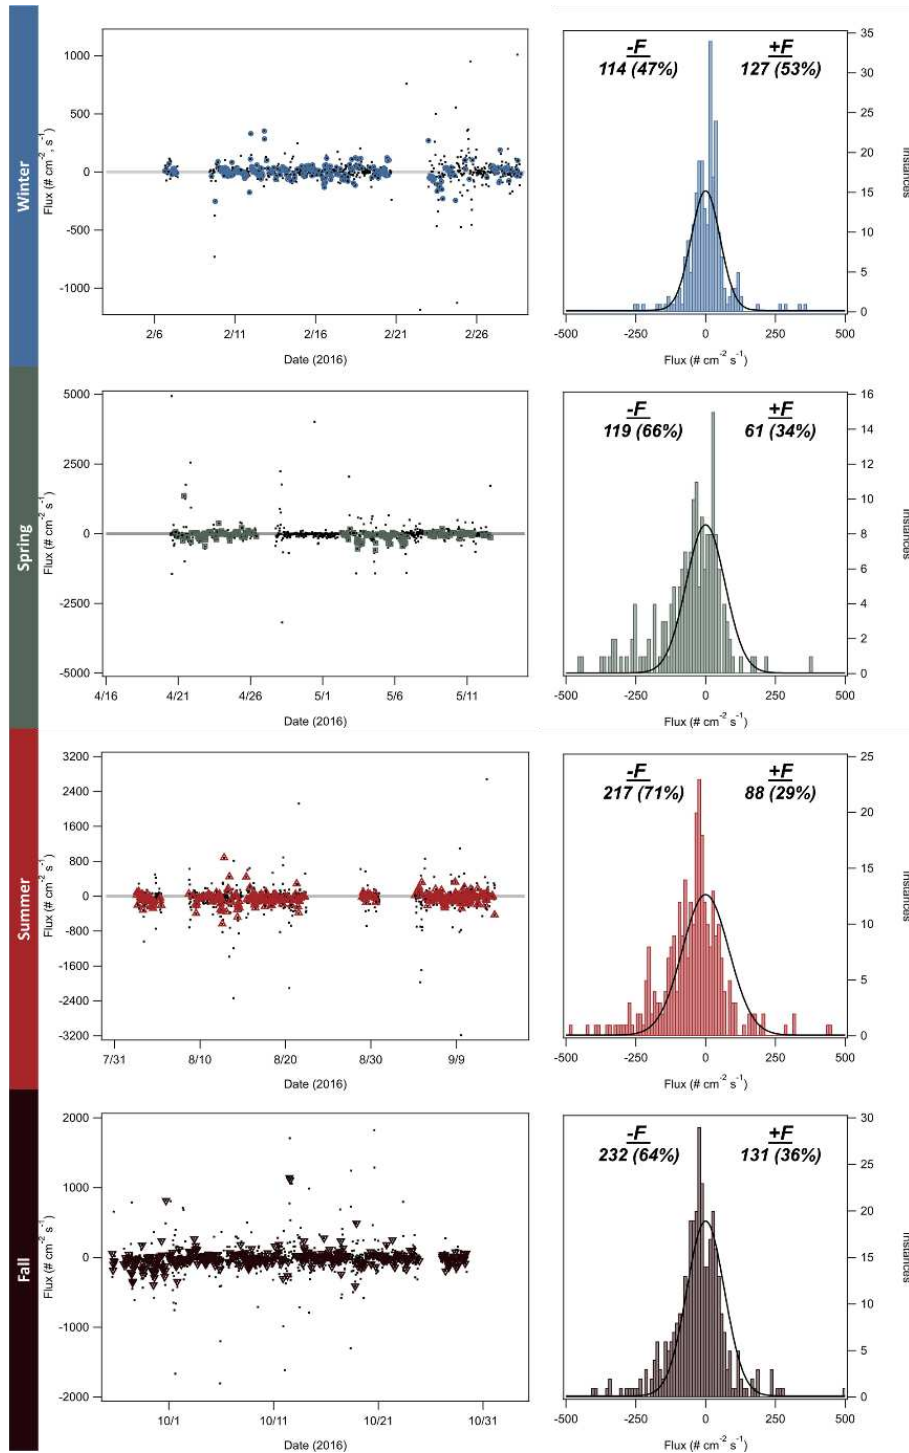 Winter
Flux (# cm-2, s-1)
1000
500
0
-500
-1000
2/6 2/11 2/16 2/21 2/26
Date (2016)
-F +F
114 (47%) 127 (53%)
35
30
25
20
15
10
5
0
Instances
-500 0 500
Flux (# cm-2 s-1)
Spring
Flux (# cm-2 s-1)
5000
2500
0
-2500
-5000
4/16 4/21 4/26 5/1 5/6 5/11
Date (2016)
-F +F
119 (66%) 61 (34%)
16
14
12
10
8
6
4
2
0
Instances
-500 0 500
Flux (# cm-2 s-1)
Summer
Flux (# cm-2 s-1)
3200
2400
1600
800
0
-800
-1600
-2400
-3200
7/31 8/10 8/20 8/30 9/9
Date (2016)
-F +F
217 (71%) 88 (29%)
25
20
15
10
5
0
Instances
-500 0 500
Flux (# cm-2 s-1)
Fall
Flux (# cm-2 s-1)
2000
1000
0
-1000
-2000
10/1 10/11 10/21 10/31
Date (2016)
-F +F
232 (64%) 131 (36%)
30
25
20
15
10
5
0
Instances
-500 0 500
Flux (# cm-2 s-1)